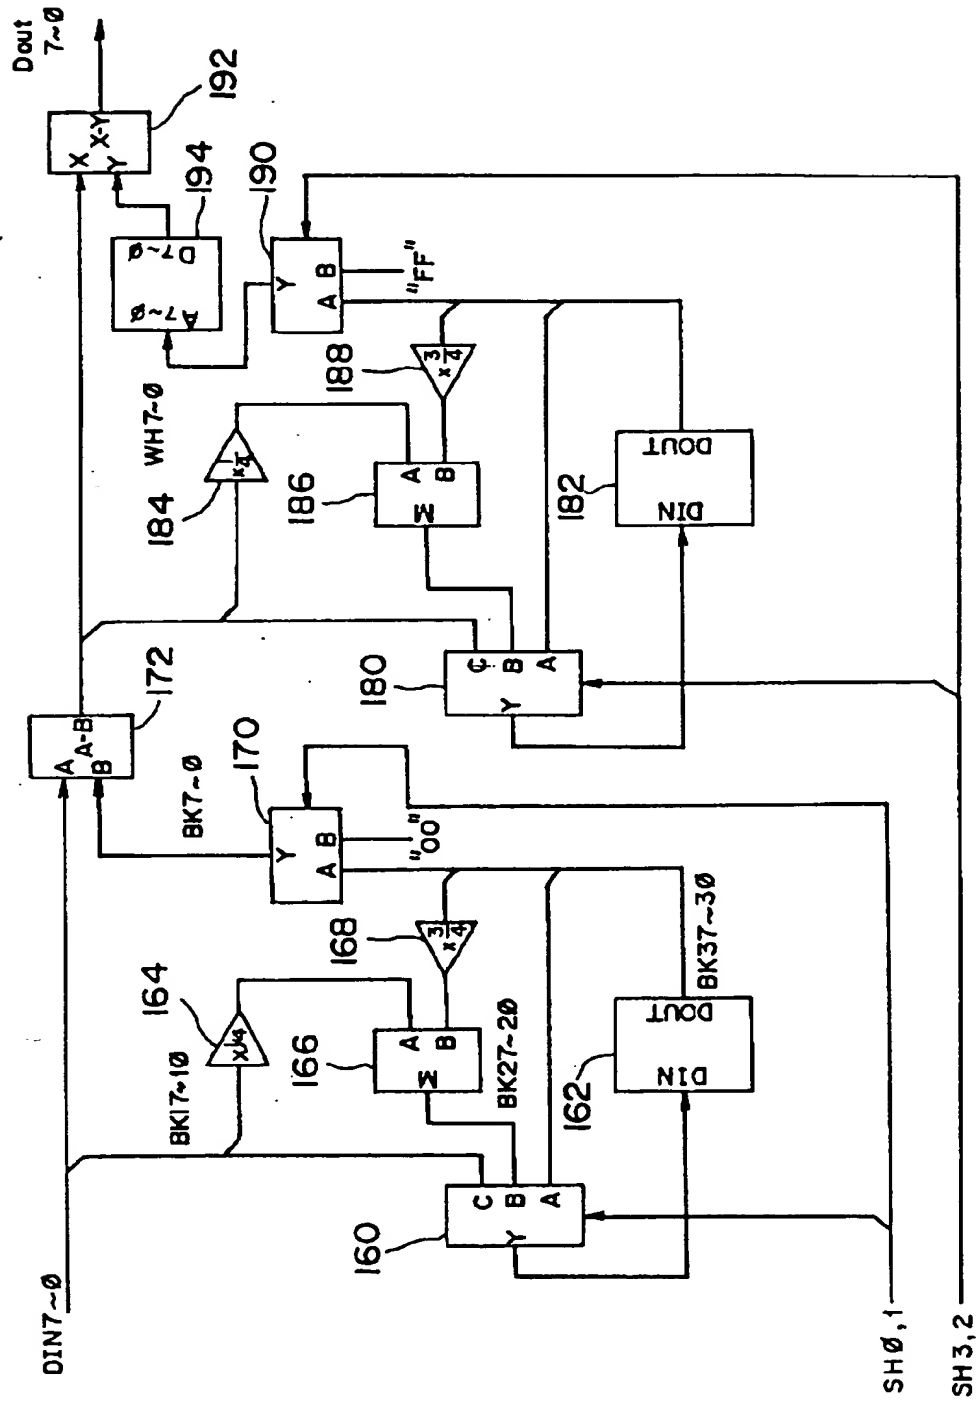 DIN7~0
BK17~10
164
A
A-B
B
172
BK7~0
170
Y
A
B
"00"
x 1/4
166
M
A
B
168
x 3/4
BK27~20
160
C
B
A
Y
162
DIN
DOUT
BK37~30
SH0,1
SH3,2
Dout
7~0
X
X-Y
Y
192
194
A7~0
D7~0
190
Y
A
B
"FF"
WH7~0
184
186
M
A
B
188
x 3/4
180
C
B
A
Y
182
DIN
DOUT